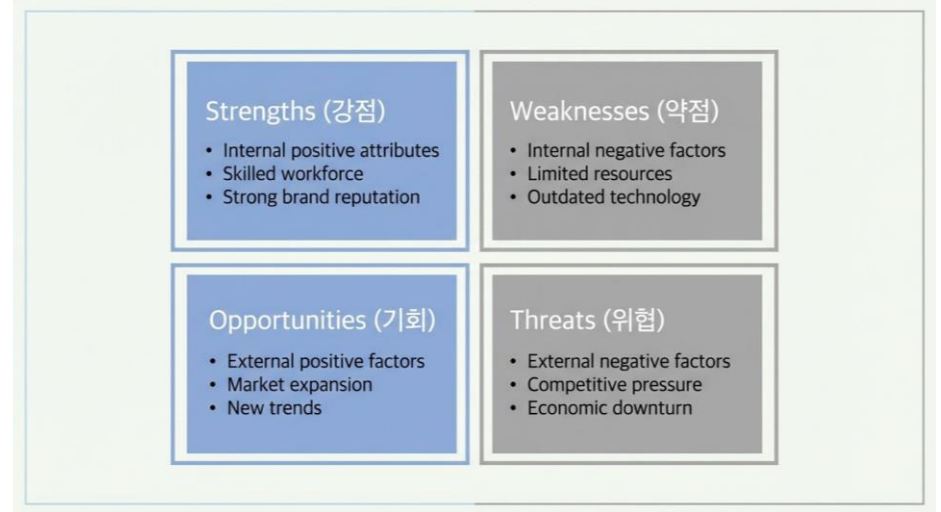 Strengths (강점)
• Internal positive attributes
• Skilled workforce
• Strong brand reputation
Weaknesses (약점)
• Internal negative factors
• Limited resources
• Outdated technology
Opportunities (기회)
• External positive factors
• Market expansion
• New trends
Threats (위협)
• External negative factors
• Competitive pressure
• Economic downturn